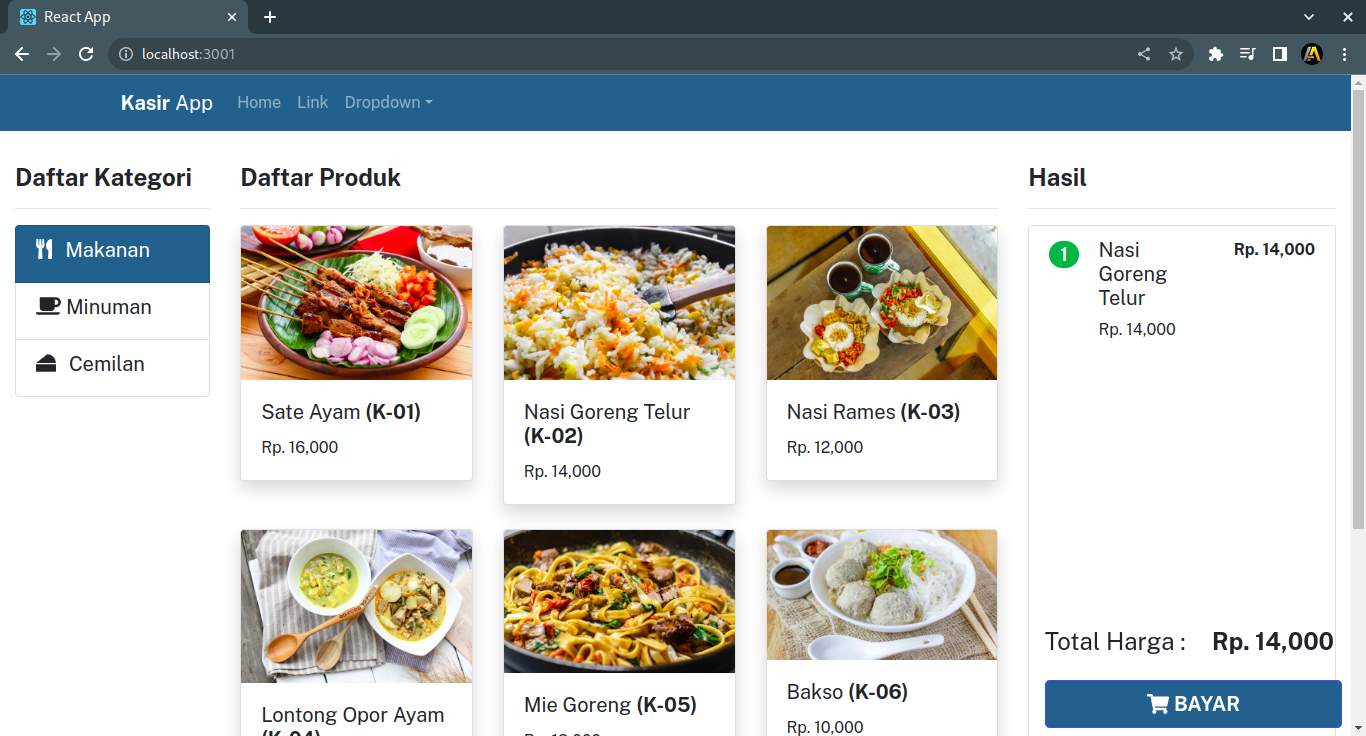 React App
localhost:3001
Kasir App Home Link Dropdown
Daftar Kategori
Makanan
Minuman
Cemilan
Daftar Produk
Sate Ayam (K-01)
Rp. 16,000
Nasi Goreng Telur
(K-02)
Rp. 14,000
Nasi Rames (K-03)
Rp. 12,000
Lontong Opor Ayam
(K-04)
Mie Goreng (K-05)
Bakso (K-06)
Rp. 10,000
Hasil
1
Nasi
Goreng
Telur
Rp. 14,000
Rp. 14,000
Total Harga : Rp. 14,000
BAYAR